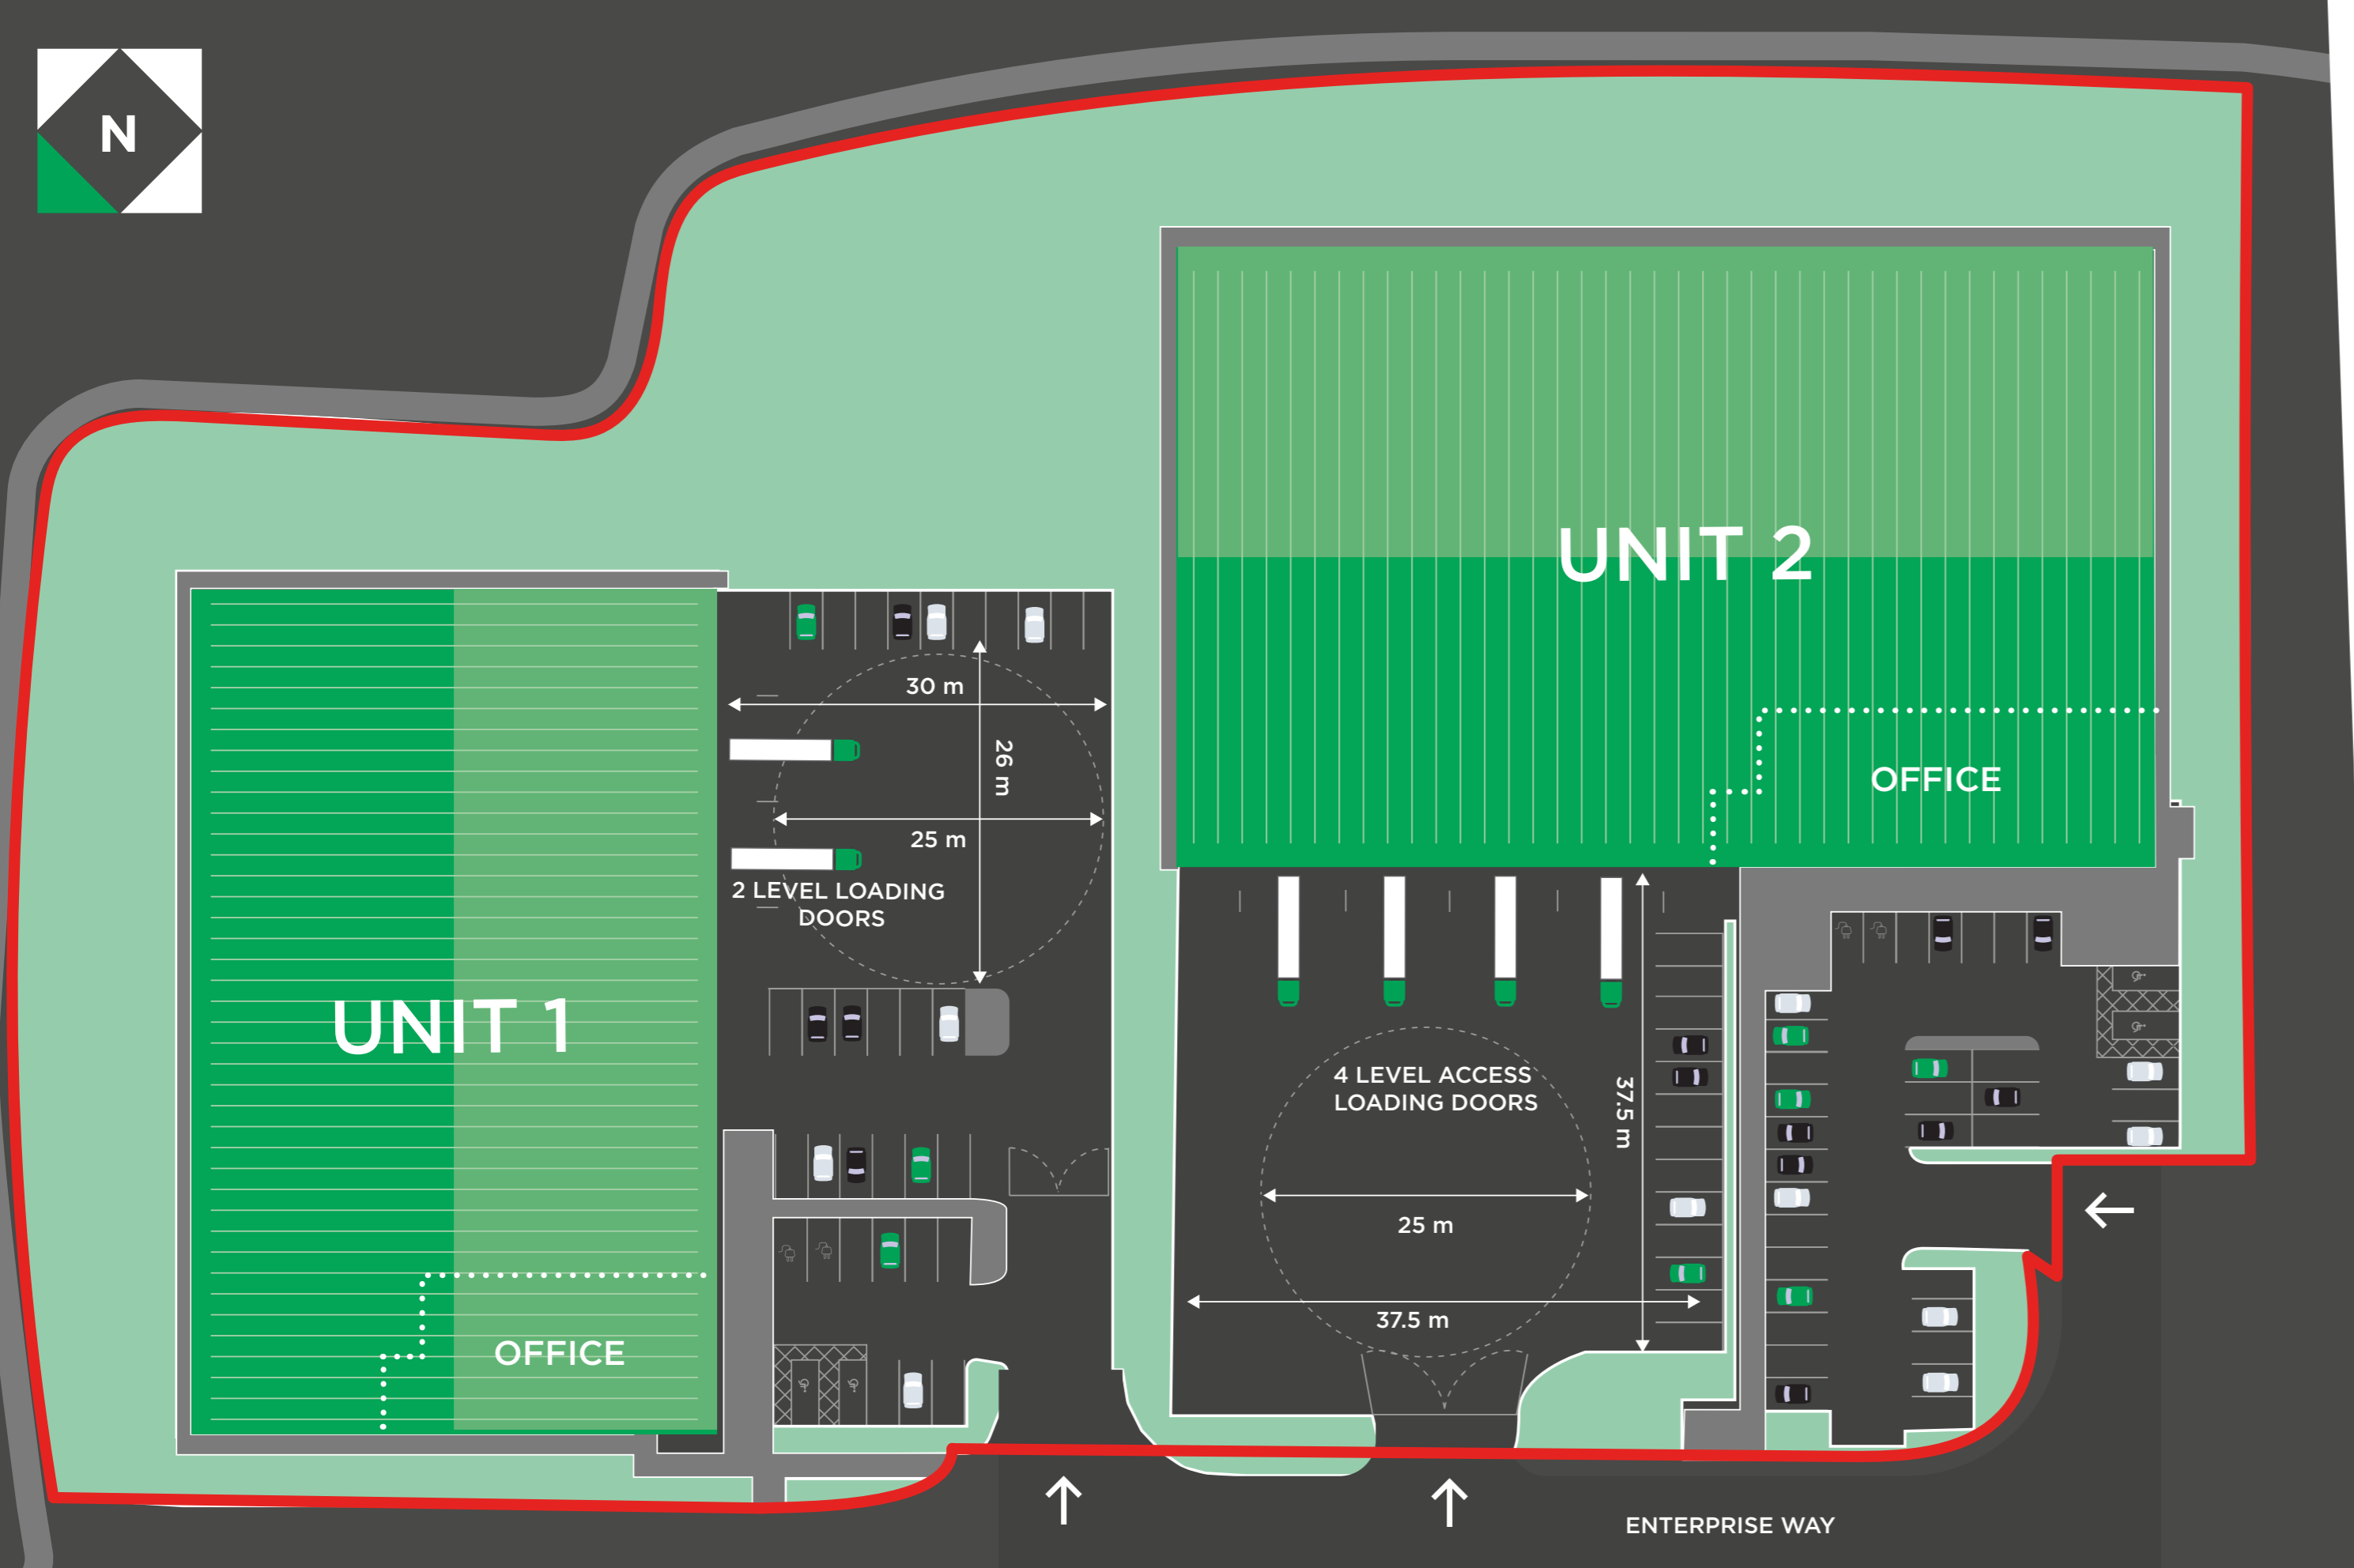 N
UNIT 2
OFFICE
30 m
26 m
25 m
2 LEVEL LOADING
DOORS
UNIT 1
OFFICE
4 LEVEL ACCESS
LOADING DOORS
37.5 m
25 m
37.5 m
ENTERPRISE WAY